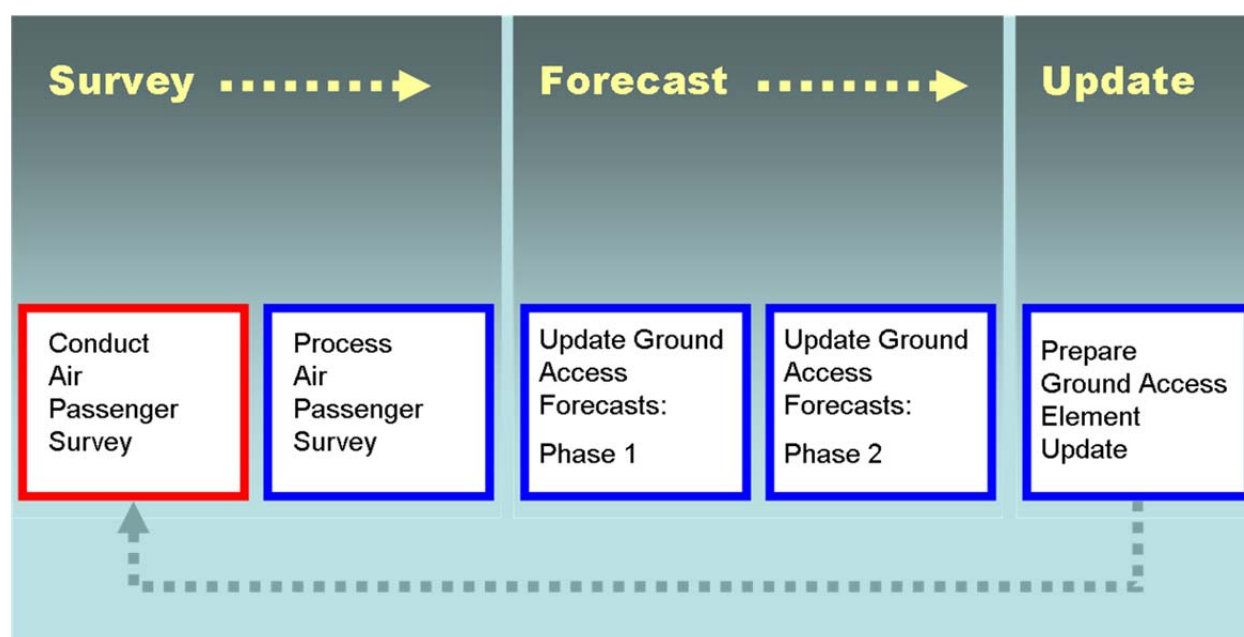 Survey
Forecast
Update
Conduct
Air
Passenger
Survey
Process
Air
Passenger
Survey
Update Ground
Access
Forecasts:
Phase 1
Update Ground
Access
Forecasts:
Phase 2
Prepare
Ground Access
Element
Update